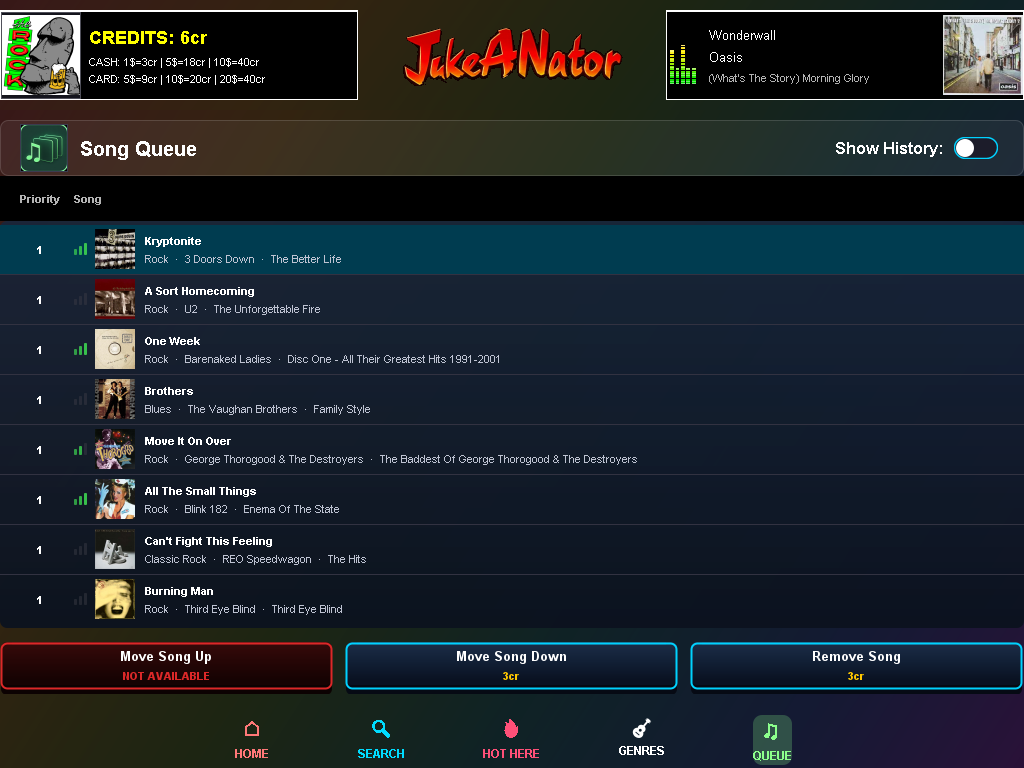 ROCK
CREDITS: 6cr
CASH: 1$=3cr | 5$=18cr | 10$=40cr
CARD: 5$=9cr | 10$=20cr | 20$=40cr
JukeANator
Wonderwall
Oasis
(What's The Story) Morning Glory
oasis
Song Queue
Show History:
Priority Song
1 Kryptonite
Rock · 3 Doors Down · The Better Life
1 A Sort Homecoming
Rock · U2 · The Unforgettable Fire
1 One Week
Rock · Barenaked Ladies · Disc One - All Their Greatest Hits 1991-2001
1 Brothers
Blues · The Vaughan Brothers · Family Style
1 Move It On Over
Rock · George Thorogood & The Destroyers · The Baddest Of George Thorogood & The Destroyers
1 All The Small Things
Rock · Blink 182 · Enema Of The State
1 Can't Fight This Feeling
Classic Rock · REO Speedwagon · The Hits
1 Burning Man
Rock · Third Eye Blind · Third Eye Blind
Move Song Up
NOT AVAILABLE
Move Song Down
3cr
Remove Song
3cr
HOME
SEARCH
HOT HERE
GENRES
QUEUE